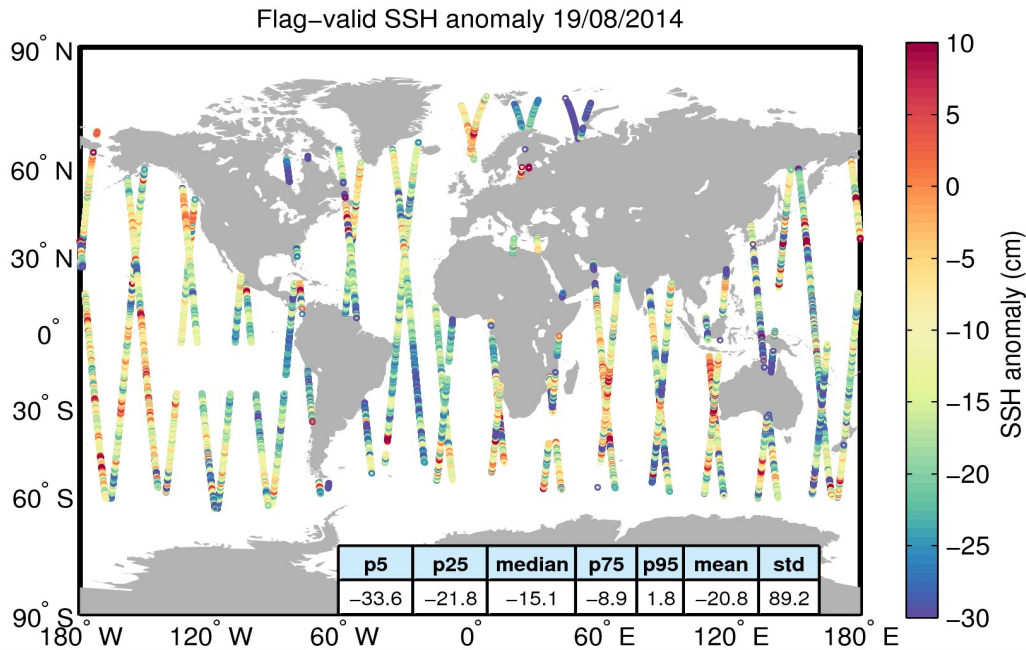 Flag−valid SSH anomaly 19/08/2014
90° N
60° N
30° N
0°
30° S
60° S
90° S
180° W
120° W
60° W
0°
60° E
120° E
180° E
p5 p25 median p75 p95 mean std
−33.6 −21.8 −15.1 −8.9 1.8 −20.8 89.2
10
5
0
−5
−10
−15
−20
−25
−30
SSH anomaly (cm)